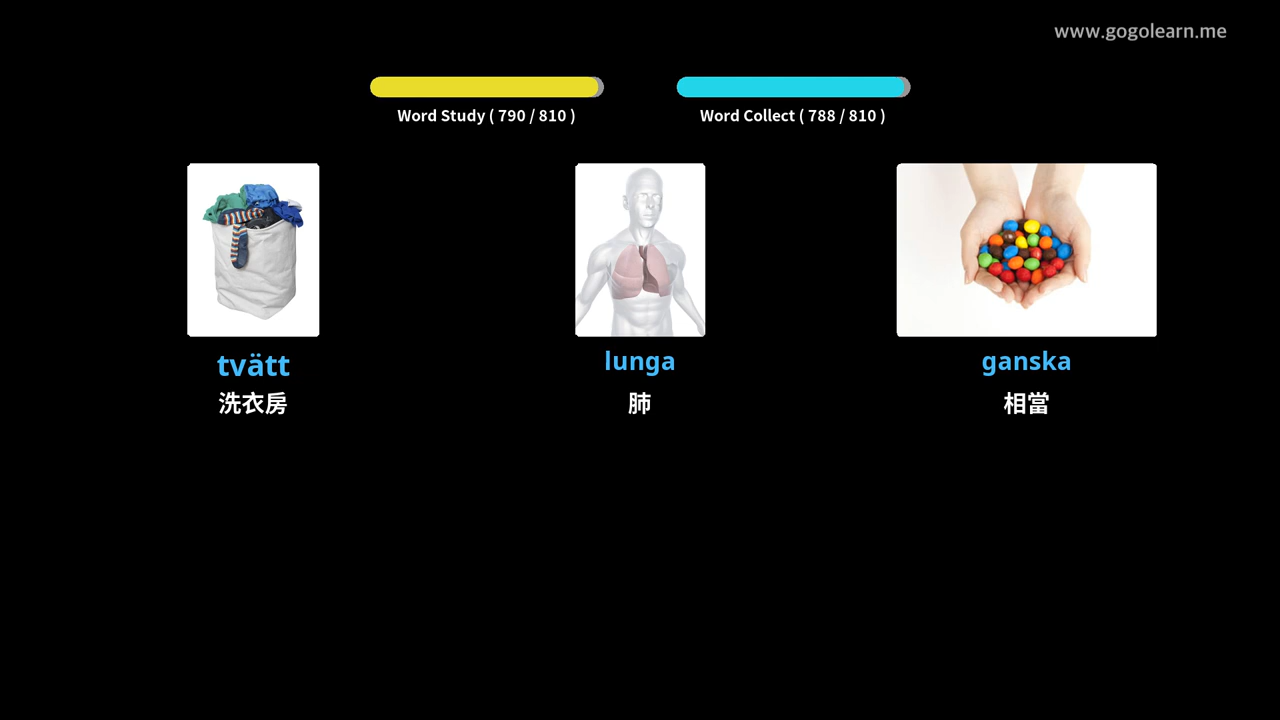 www.gogolearn.me
Word Study ( 790 / 810 )
Word Collect ( 788 / 810 )
tvätt
洗衣房
lunga
肺
ganska
相當